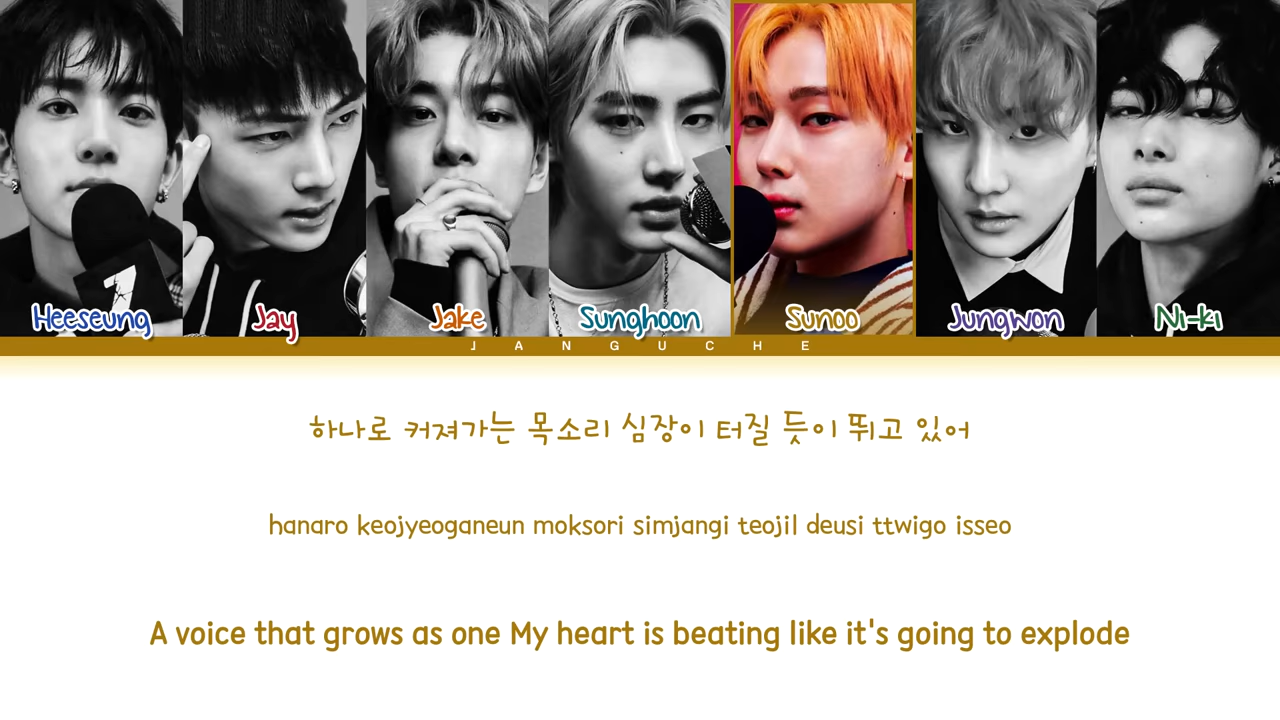 Heeseung Jay Jake Sunghoon Sunoo Jungwon Ni-ki
JANGUCHE
하나로 커져가는 목소리 심장이 터질 듯이 뛰고 있어
hanaro keojyeoganeun moksori simjangi teojil deusi ttwigo isseo
A voice that grows as one My heart is beating like it's going to explode